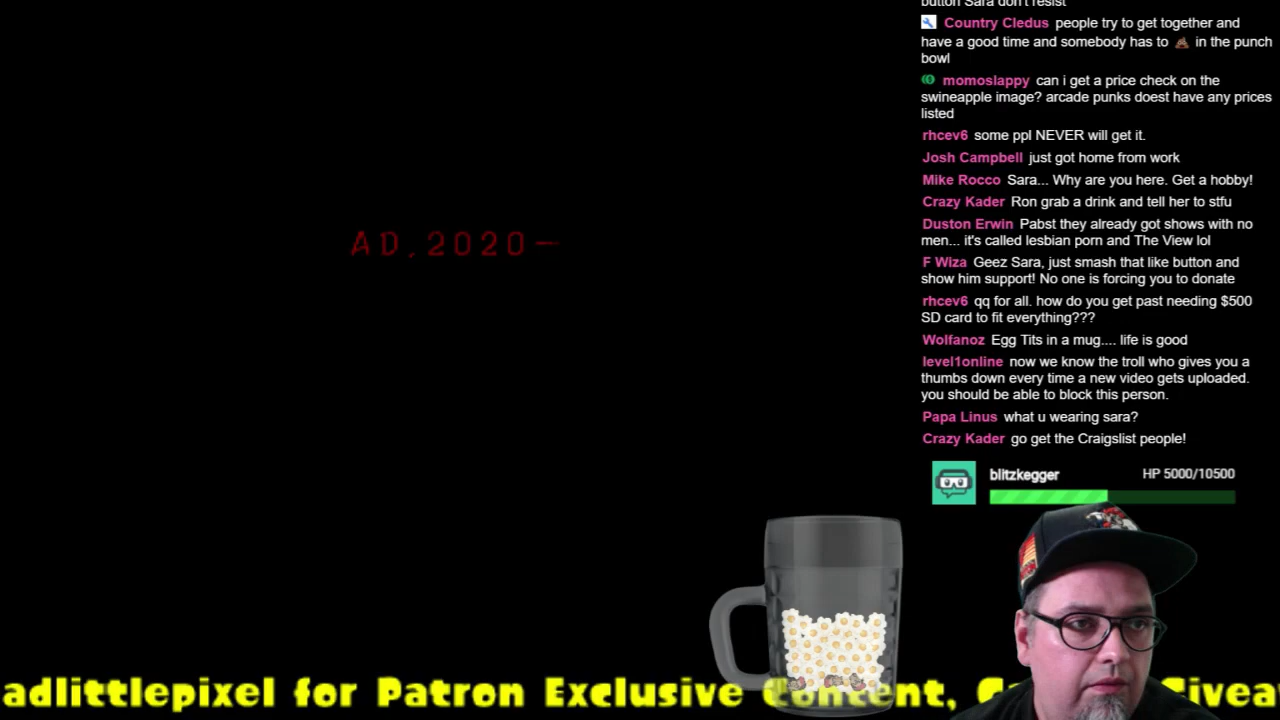 button Sara don't resist
Country Cledus people try to get together and
have a good time and somebody has to 💩 in the punch
bowl
momoslappy can i get a price check on the
swineapple image? arcade punks doest have any prices
listed
rhcev6 some ppl NEVER will get it.
Josh Campbell just got home from work
Mike Rocco Sara... Why are you here. Get a hobby!
Crazy Kader Ron grab a drink and tell her to stfu
Duston Erwin Pabst they already got shows with no
men... it's called lesbian porn and The View lol
F Wiza Geez Sara, just smash that like button and
show him support! No one is forcing you to donate
rhcev6 qq for all. how do you get past needing $500
SD card to fit everything???
Wolfanoz Egg Tits in a mug.... life is good
level1online now we know the troll who gives you a
thumbs down every time a new video gets uploaded.
you should be able to block this person.
Papa Linus what u wearing sara?
Crazy Kader go get the Craigslist people!
AD,2020—
blitzkegger HP 5000/10500
adlittlepixel for Patron Exclusive Content,